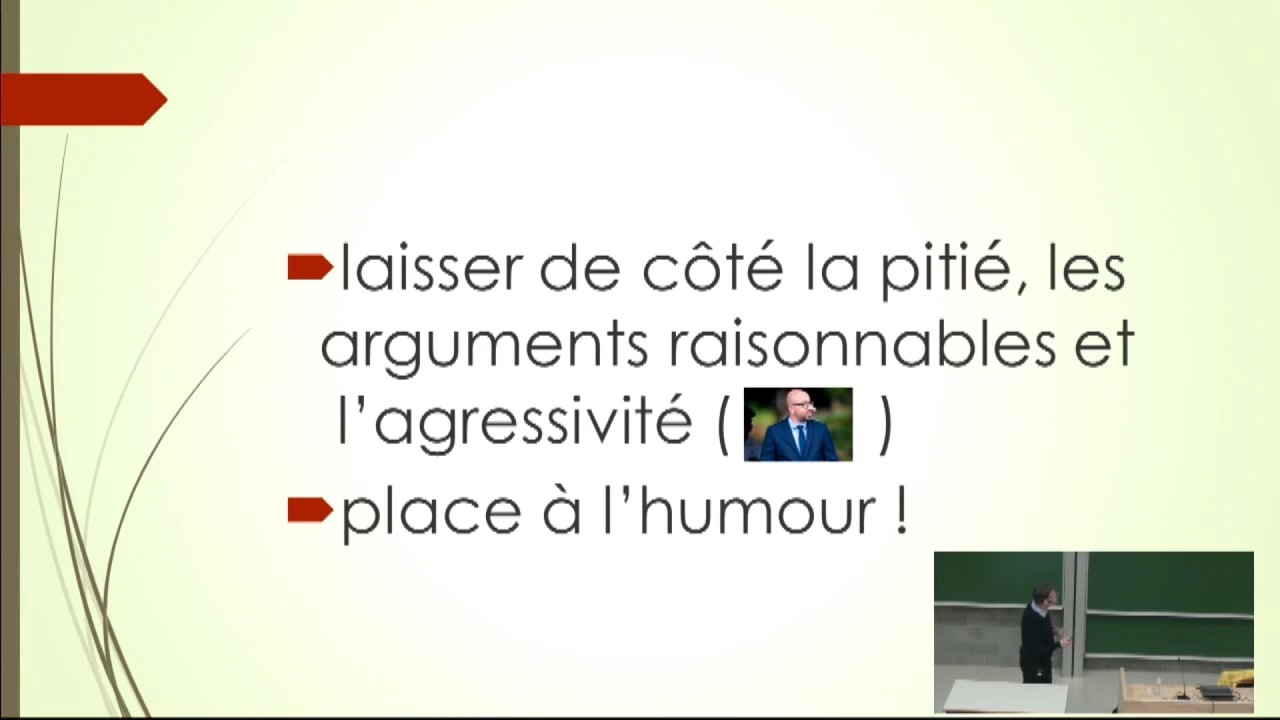 laisser de côté la pitié, les
arguments raisonnables et
l’agressivité ( )
place à l’humour !